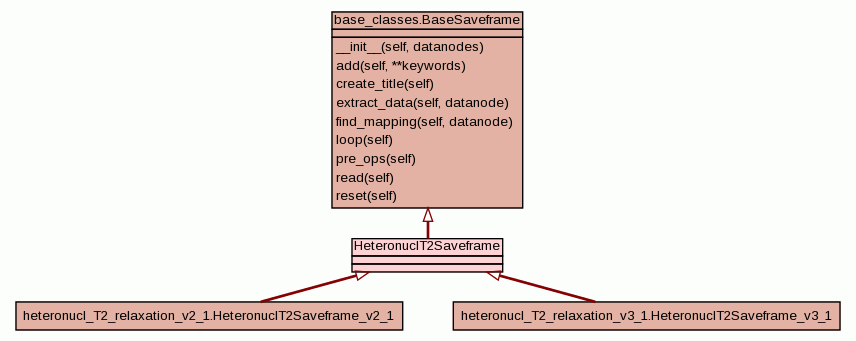 base_classes.BaseSaveframe
__init__(self, datanodes)
add(self, **keywords)
create_title(self)
extract_data(self, datanode)
find_mapping(self, datanode)
loop(self)
pre_ops(self)
read(self)
reset(self)
HeteronuclT2Saveframe
heteronucl_T2_relaxation_v2_1.HeteronuclT2Saveframe_v2_1
heteronucl_T2_relaxation_v3_1.HeteronuclT2Saveframe_v3_1